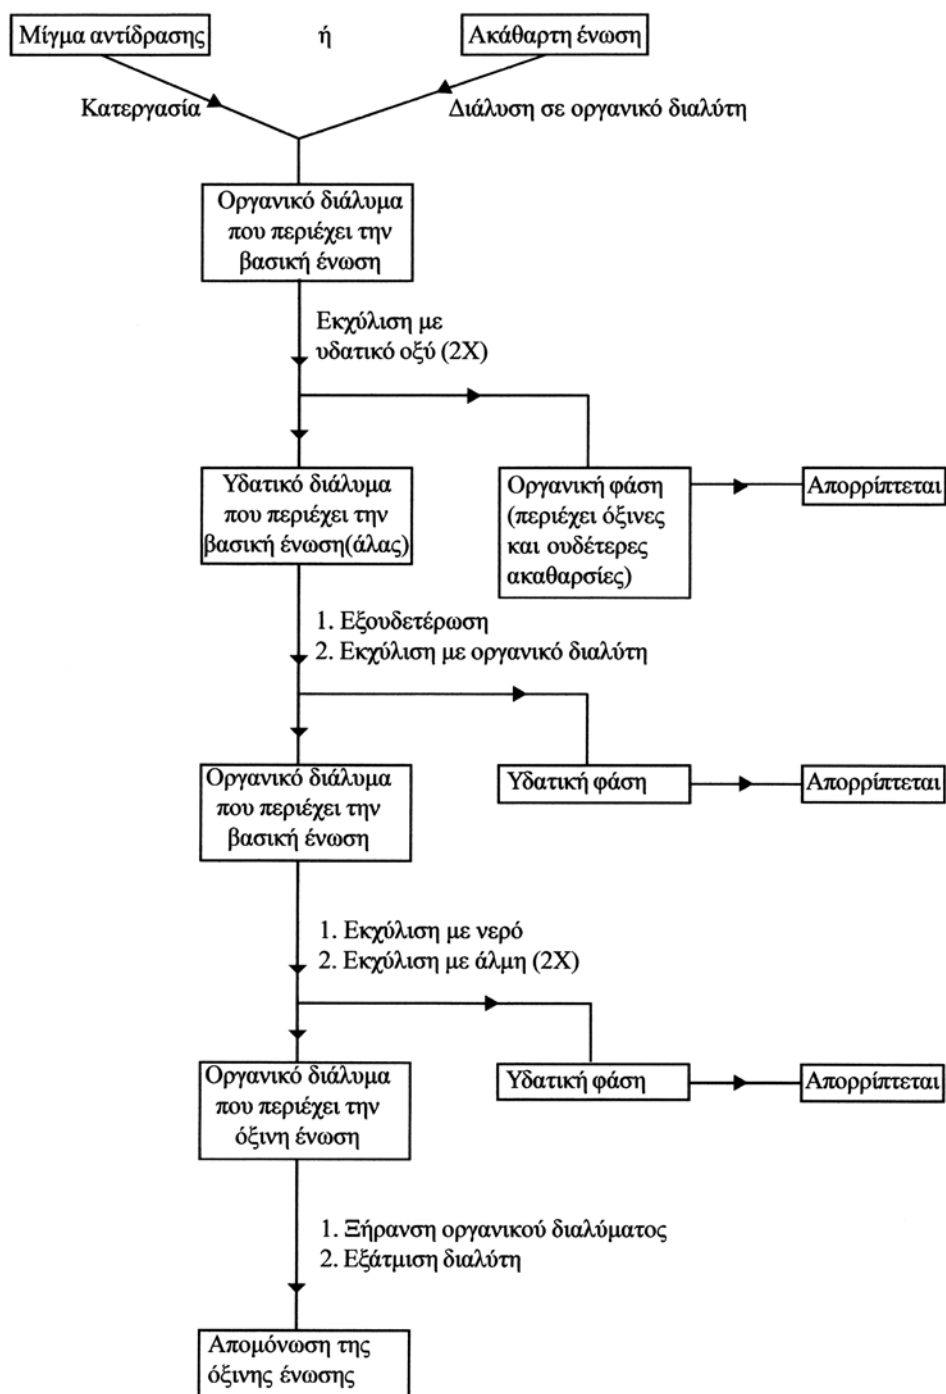 Μίγμα αντίδρασης
ή
Ακάθαρτη ένωση
Κατεργασία
Διάλυση σε οργανικό διαλύτη
Οργανικό διάλυμα
που περιέχει την
βασική ένωση
Εκχύλιση με
υδατικό οξύ (2X)
Υδατικό διάλυμα
που περιέχει την
βασική ένωση(άλας)
Οργανική φάση
(περιέχει όξινες
και ουδέτερες
ακαθαρσίες)
Απορρίπτεται
1. Εξουδετέρωση
2. Εκχύλιση με οργανικό διαλύτη
Οργανικό διάλυμα
που περιέχει την
βασική ένωση
Υδατική φάση
Απορρίπτεται
1. Εκχύλιση με νερό
2. Εκχύλιση με άλμη (2X)
Οργανικό διάλυμα
που περιέχει την
όξινη ένωση
Υδατική φάση
Απορρίπτεται
1. Ξήρανση οργανικού διαλύματος
2. Εξάτμιση διαλύτη
Απομόνωση της
όξινης ένωσης